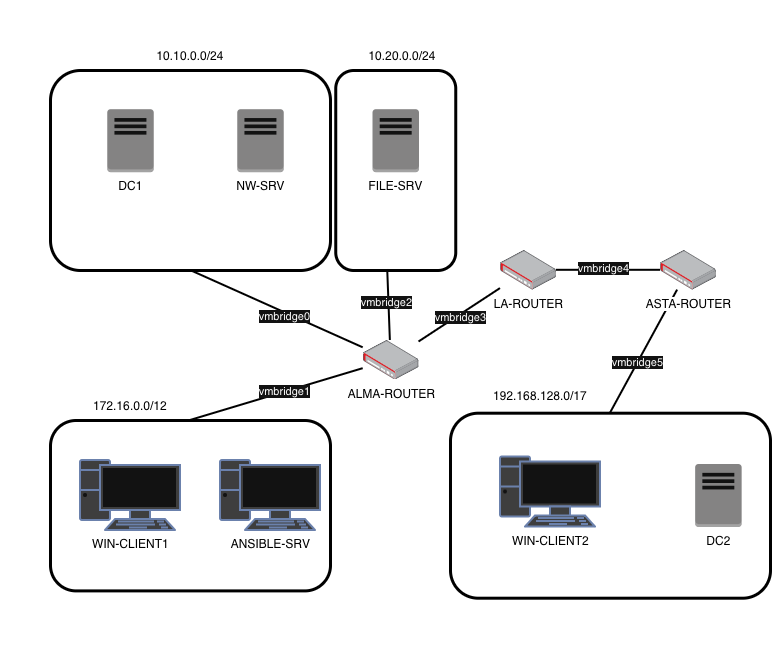 10.10.0.0/24
10.20.0.0/24
DC1
NW-SRV
FILE-SRV
vmbridge4
LA-ROUTER
ASTA-ROUTER
vmbridge2
vmbridge0
vmbridge3
vmbridge5
ALMA-ROUTER
vmbridge1
172.16.0.0/12
192.168.128.0/17
WIN-CLIENT1
ANSIBLE-SRV
WIN-CLIENT2
DC2